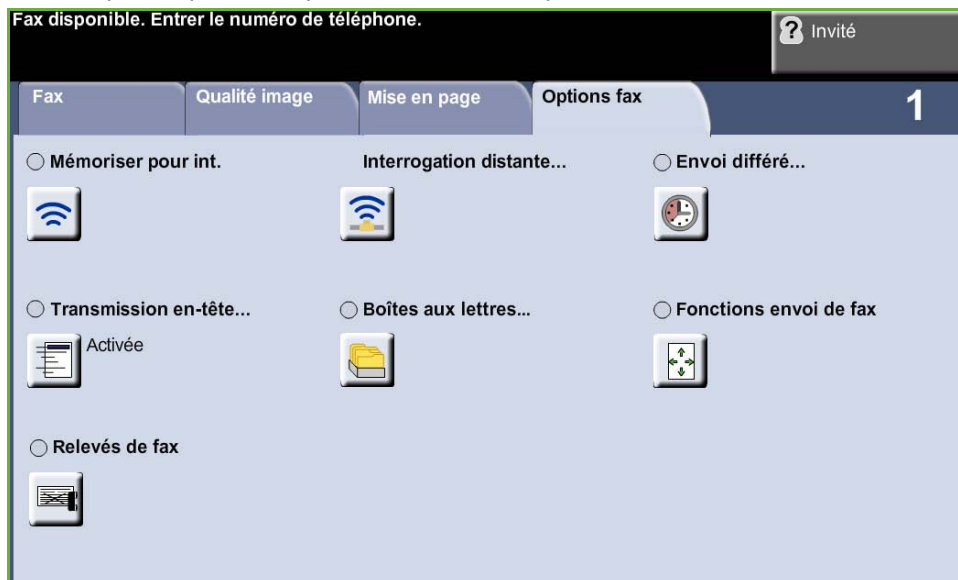 Fax disponible. Entrer le numéro de téléphone.
? Invité
Fax Qualité image Mise en page Options fax 1
Mémoriser pour int. Interrogation distante... Envoi différé...
Transmission en-tête... Boîtes aux lettres... Fonctions envoi de fax
Activée
Relevés de fax